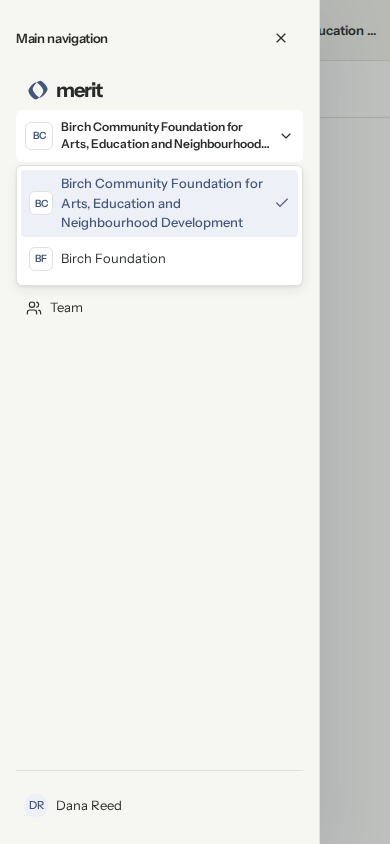 Main navigation
ucation ...
merit
BC
Birch Community Foundation for
Arts, Education and Neighbourhood...
BC
Birch Community Foundation for
Arts, Education and
Neighbourhood Development
BF
Birch Foundation
Team
DR
Dana Reed